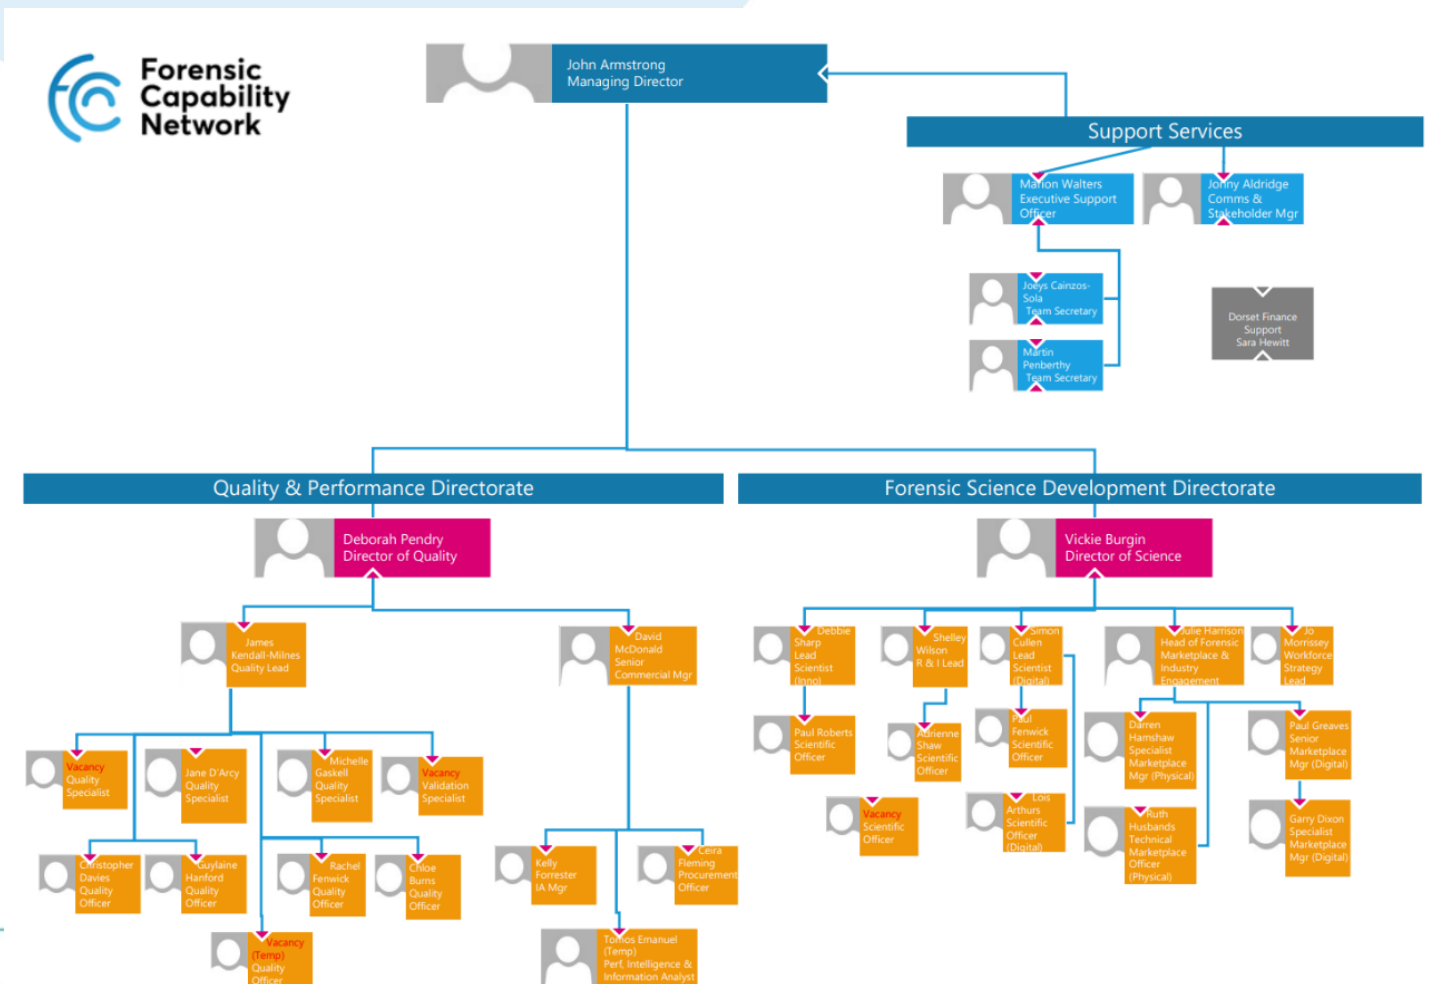 Forensic
Capability
Network
John Armstrong
Managing Director
Support Services
Marion Walters
Executive Support
Officer
Jonny Aldridge
Comms &
Stakeholder Mgr
Joeys Cainzos-
Sola
Team Secretary
Martin
Penberthy
Team Secretary
Dorset Finance
Support
Sara Hewitt
Quality & Performance Directorate
Forensic Science Development Directorate
Deborah Pendry
Director of Quality
Vickie Burgin
Director of Science
James
Kendall-Milnes
Quality Lead
David
McDonald
Senior
Commercial Mgr
Debbie
Sharp
Lead
Scientist
(Inno)
Shelley
Wilson
R & I Lead
Simon
Cullen
Lead
Scientist
(Digital)
Julie Harrison
Head of Forensic
Marketplace &
Industry
Engagement
Jo
Morrissey
Workforce
Strategy
Lead
Vacancy
Quality
Specialist
Jane D'Arcy
Quality
Specialist
Michelle
Gaskell
Quality
Specialist
Vacancy
Validation
Specialist
Paul Roberts
Scientific
Officer
Adrienne
Shaw
Scientific
Officer
Paul
Fenwick
Scientific
Officer
Darren
Hamshaw
Specialist
Marketplace
Mgr (Physical)
Paul Greaves
Senior
Marketplace
Mgr (Digital)
Vacancy
Scientific
Officer
Lois
Arthurs
Scientific
Officer
(Digital)
Ruth
Husbands
Technical
Marketplace
Officer
(Physical)
Garry Dixon
Specialist
Marketplace
Mgr (Digital)
Christopher
Davies
Quality
Officer
Guylaine
Hanford
Quality
Officer
Rachel
Fenwick
Quality
Officer
Chloe
Burns
Quality
Officer
Kelly
Forrester
IA Mgr
Ceira
Fleming
Procurement
Officer
Vacancy
(Temp)
Quality
Officer
Tomos Emanuel
(Temp)
Perf, Intelligence &
Information Analyst